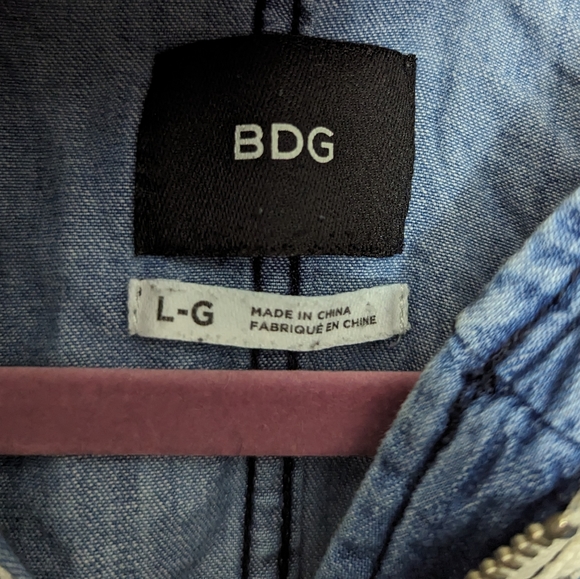 BDG
L-G
MADE IN CHINA
FABRIQUÉ EN CHINE